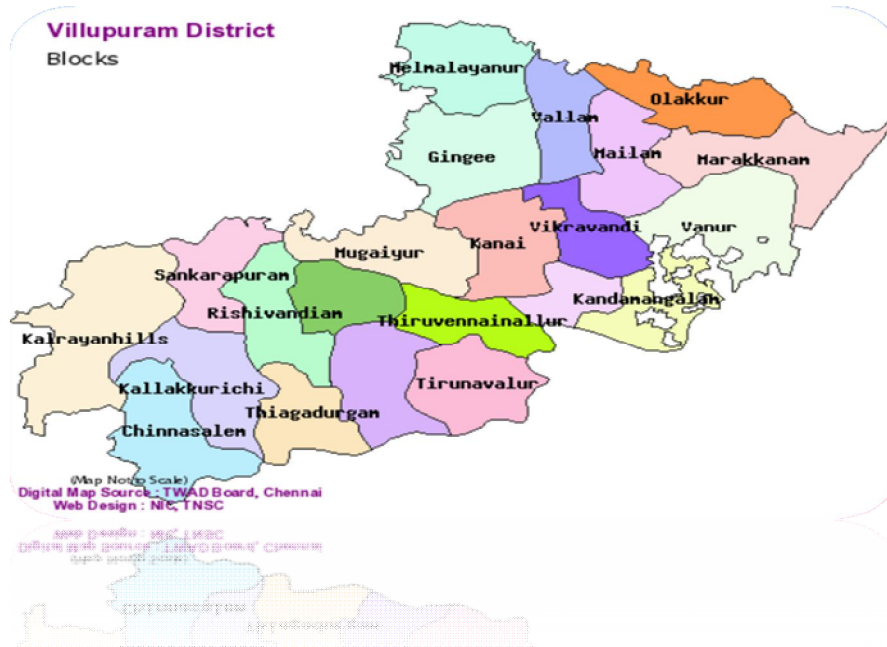 Villupuram District
Blocks
Melmalayanur
Olakkur
Vallam
Gingee
Mailam
Marakkanam
Mugaiyur
Kanai
Vikravandi
Vanur
Sankarapuram
Rishivandiam
Thiruvennainallur
Kandamangalam
Kalrayanhills
Kallakkurichi
Thiagadurgam
Tirunavalur
Chinnasalem
(Map Not to Scale)
Digital Map Source : TWAD Board, Chennai
Web Design : NIC, TNSC